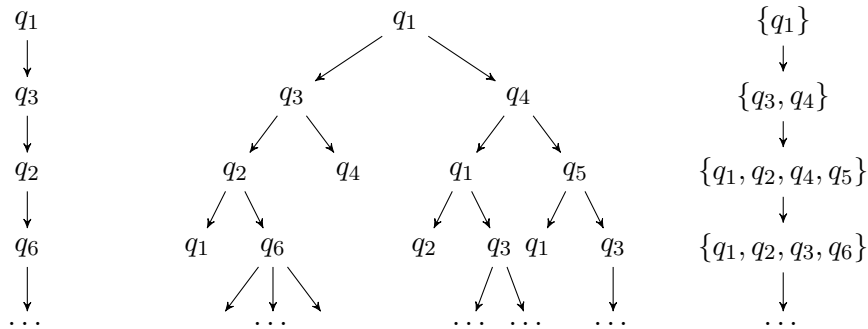 q₁ q₁ {q₁}
q₃ q₃ q₄ {q₃, q₄}
q₂ q₂ q₄ q₁ q₅ {q₁, q₂, q₄, q₅}
q₆ q₁ q₆ q₂ q₃ q₁ q₃ {q₁, q₂, q₃, q₆}
... ... ... ... ... ...